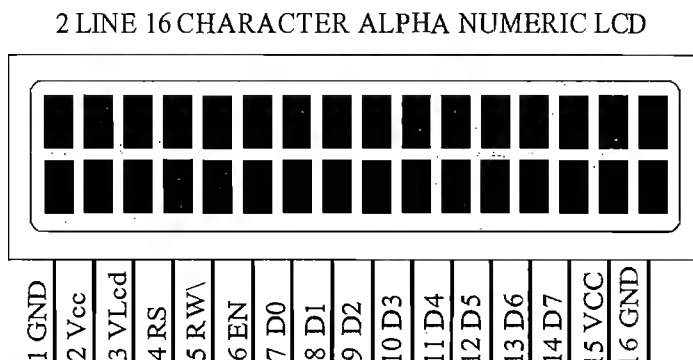 2 LINE 16 CHARACTER ALPHA NUMERIC LCD
1 GND
2 Vcc
3 VLcd
4 RS
5 RW\
6 EN
7 D0
8 D1
9 D2
10 D3
11 D4
12 D5
13 D6
14 D7
15 VCC
16 GND